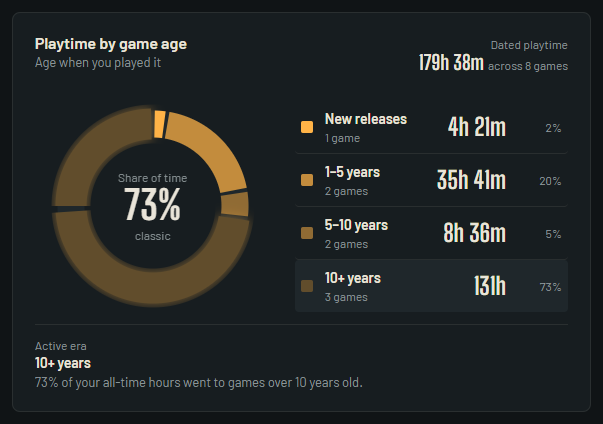 Playtime by game age
Age when you played it
Dated playtime
179h 38m across 8 games
Share of time
73%
classic
New releases
1 game
4h 21m
2%
1–5 years
2 games
35h 41m
20%
5–10 years
2 games
8h 36m
5%
10+ years
3 games
131h
73%
Active era
10+ years
73% of your all-time hours went to games over 10 years old.